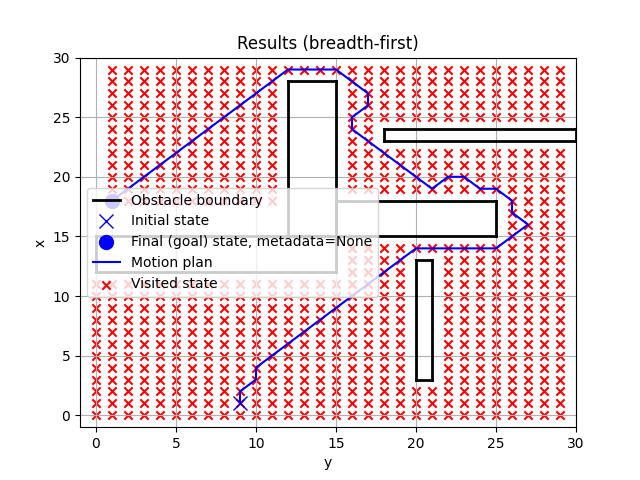 Results (breadth-first)
30
25
20
15
10
5
0
x
Obstacle boundary
Initial state
Final (goal) state, metadata=None
Motion plan
Visited state
0 5 10 15 20 25 30
y